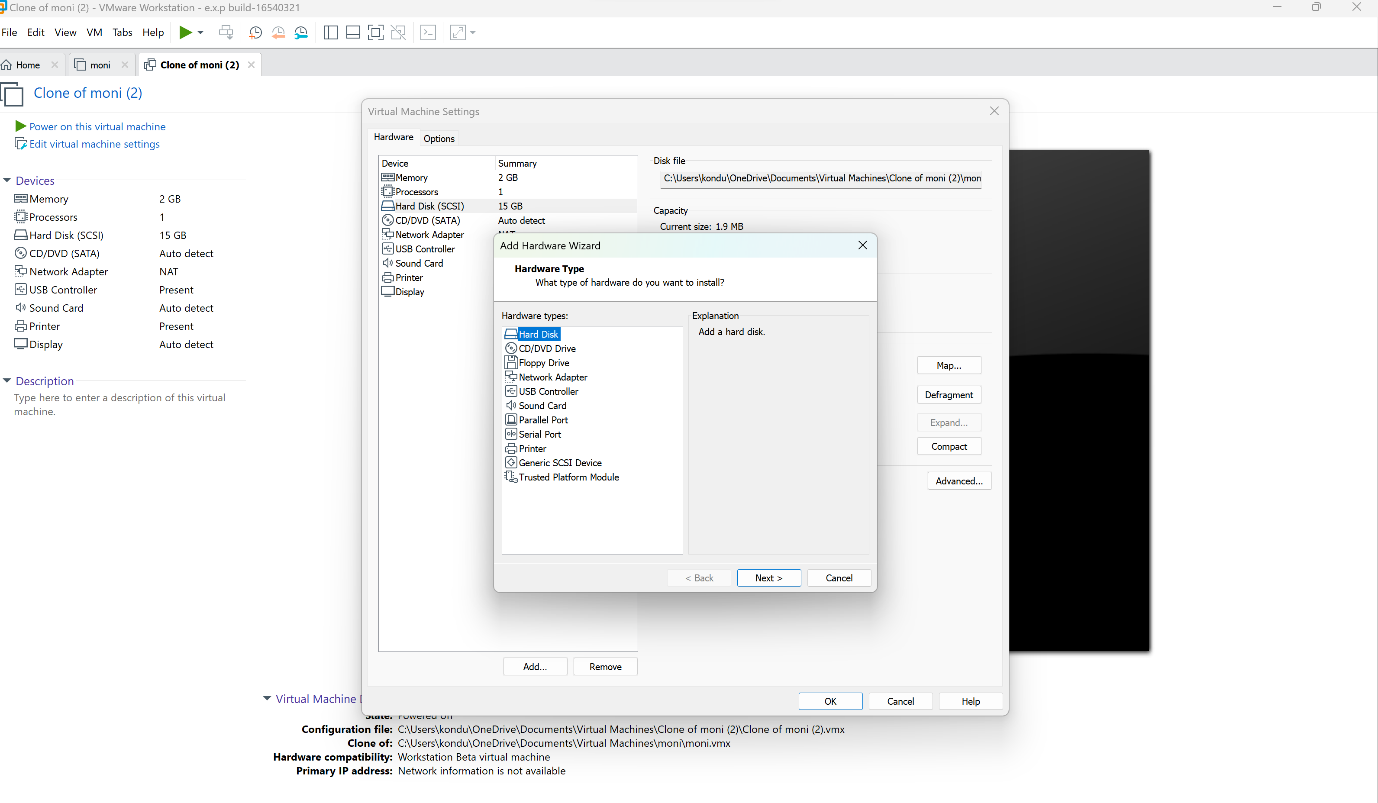 Clone of moni (2) - VMware Workstation - e.x.p build-16540321
File Edit View VM Tabs Help
Home moni Clone of moni (2)
Clone of moni (2)
Power on this virtual machine
Edit virtual machine settings
Devices
Memory 2 GB
Processors 1
Hard Disk (SCSI) 15 GB
CD/DVD (SATA) Auto detect
Network Adapter NAT
USB Controller Present
Sound Card Auto detect
Printer Present
Display Auto detect
Description
Type here to enter a description of this virtual
machine.
Virtual Machine Settings
Hardware Options
Device Summary
Memory 2 GB
Processors 1
Hard Disk (SCSI) 15 GB
CD/DVD (SATA) Auto detect
Network Adapter
USB Controller
Sound Card
Printer
Display
Disk file
C:\Users\kondu\OneDrive\Documents\Virtual Machines\Clone of moni (2)\mon
Capacity
Current size: 1.9 MB
Add Hardware Wizard
Hardware Type
What type of hardware do you want to install?
Hardware types:
Hard Disk
CD/DVD Drive
Floppy Drive
Network Adapter
USB Controller
Sound Card
Parallel Port
Serial Port
Printer
Generic SCSI Device
Trusted Platform Module
Explanation
Add a hard disk.
< Back Next > Cancel
Map...
Defragment
Expand...
Compact
Advanced...
Add... Remove
OK Cancel Help
Virtual Machine
State: Powered off
Configuration file: C:\Users\kondu\OneDrive\Documents\Virtual Machines\Clone of moni (2)\Clone of moni (2).vmx
Clone of: C:\Users\kondu\OneDrive\Documents\Virtual Machines\moni\moni.vmx
Hardware compatibility: Workstation Beta virtual machine
Primary IP address: Network information is not available